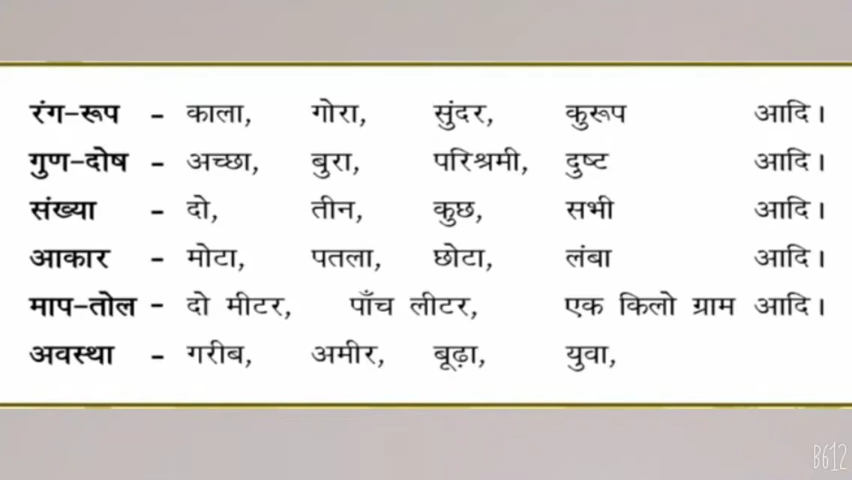 रंग-रूप - काला, गोरा, सुंदर, कुरूप आदि।
गुण-दोष - अच्छा, बुरा, परिश्रमी, दुष्ट आदि।
संख्या - दो, तीन, कुछ, सभी आदि।
आकार - मोटा, पतला, छोटा, लंबा आदि।
माप-तोल - दो मीटर, पाँच लीटर, एक किलो ग्राम आदि।
अवस्था - गरीब, अमीर, बूढ़ा, युवा,
B612